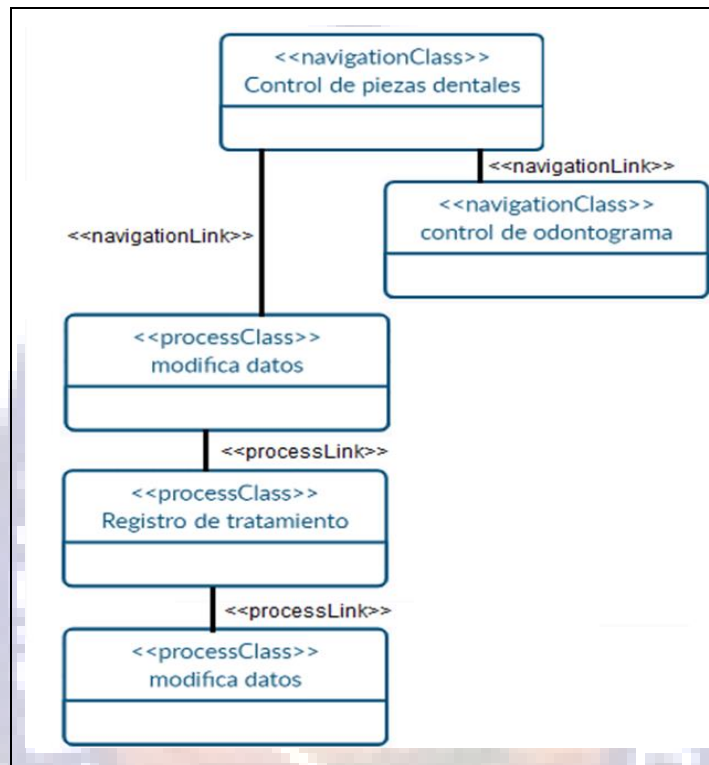 <<navigationClass>>
Control de piezas dentales
<<navigationLink>>
<<navigationClass>>
control de odontograma
<<navigationLink>>
<<processClass>>
modifica datos
<<processLink>>
<<processClass>>
Registro de tratamiento
<<processLink>>
<<processClass>>
modifica datos